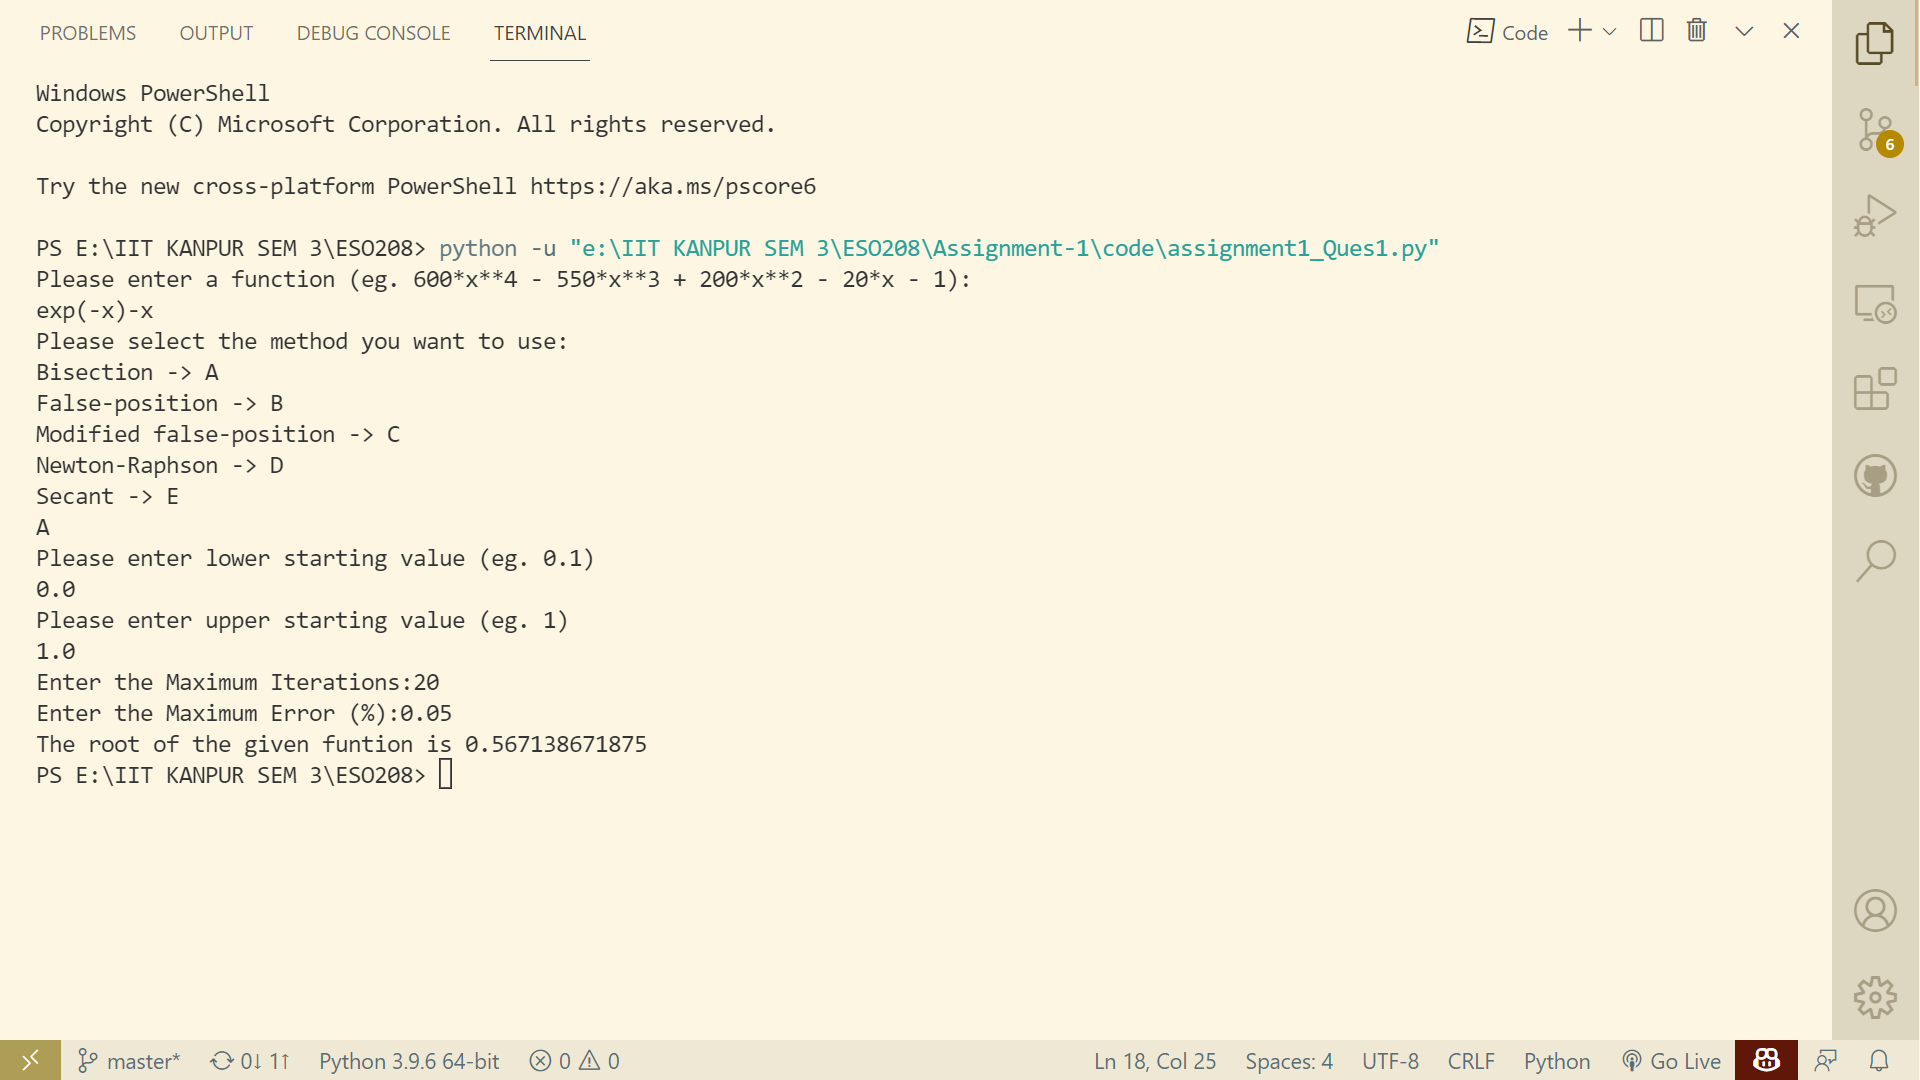 PROBLEMS OUTPUT DEBUG CONSOLE TERMINAL Code
Windows PowerShell
Copyright (C) Microsoft Corporation. All rights reserved.
Try the new cross-platform PowerShell https://aka.ms/pscore6
PS E:\IIT KANPUR SEM 3\ESO208> python -u "e:\IIT KANPUR SEM 3\ESO208\Assignment-1\code\assignment1_Ques1.py"
Please enter a function (eg. 600*x**4 - 550*x**3 + 200*x**2 - 20*x - 1):
exp(-x)-x
Please select the method you want to use:
Bisection -> A
False-position -> B
Modified false-position -> C
Newton-Raphson -> D
Secant -> E
A
Please enter lower starting value (eg. 0.1)
0.0
Please enter upper starting value (eg. 1)
1.0
Enter the Maximum Iterations:20
Enter the Maximum Error (%):0.05
The root of the given funtion is 0.567138671875
PS E:\IIT KANPUR SEM 3\ESO208>
6
master* 0↓ 1↑ Python 3.9.6 64-bit 0 0 Ln 18, Col 25 Spaces: 4 UTF-8 CRLF Python Go Live